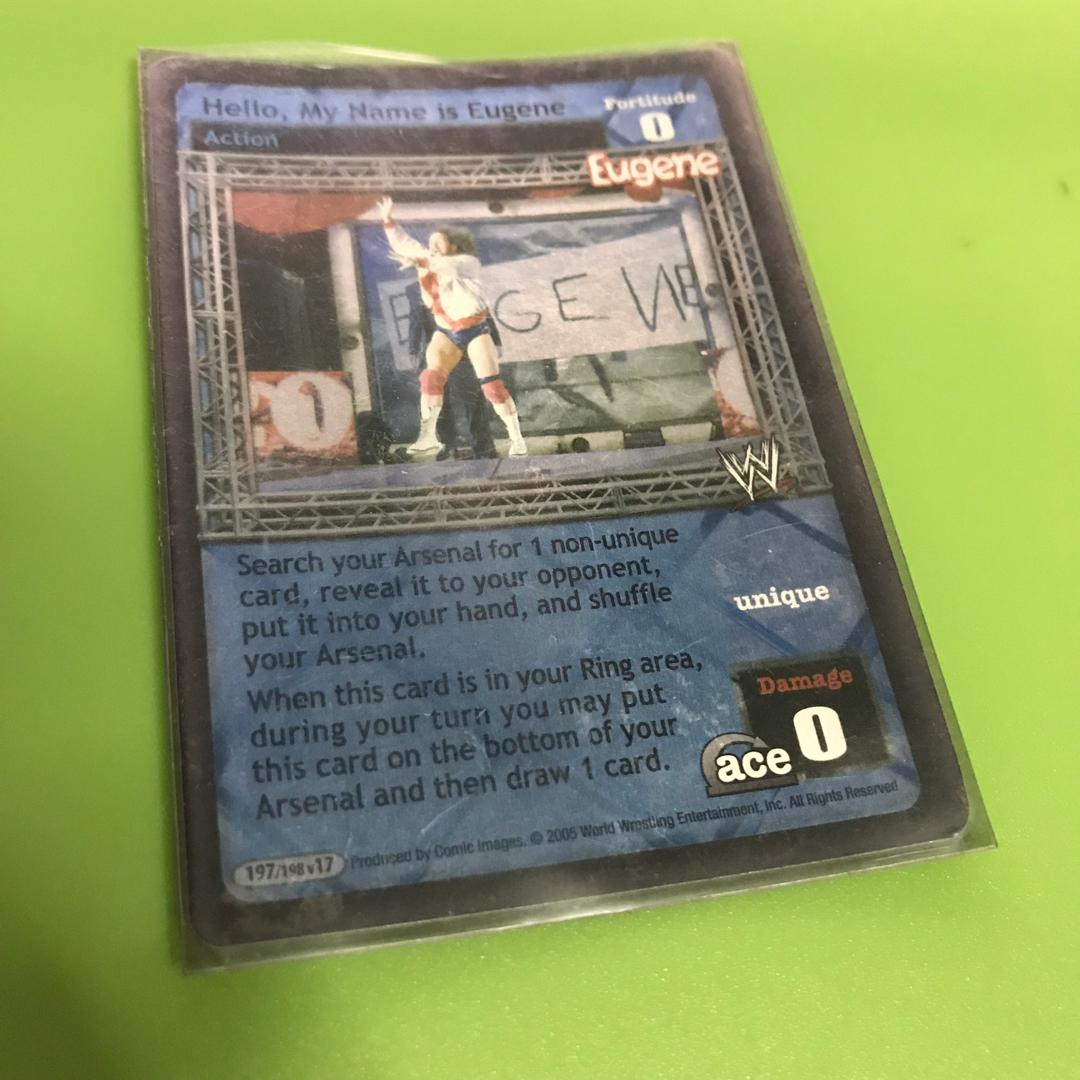 Hello, My Name is Eugene
Fortitude
0
Action
Eugene
E GENE
W
Search your Arsenal for 1 non-unique
card, reveal it to your opponent,
put it into your hand, and shuffle
your Arsenal.
When this card is in your Ring area,
during your turn you may put
this card on the bottom of your
Arsenal and then draw 1 card.
unique
Damage
0
ace
197/198 v17
Produced by Comic Images. © 2005 World Wrestling Entertainment, Inc. All Rights Reserved